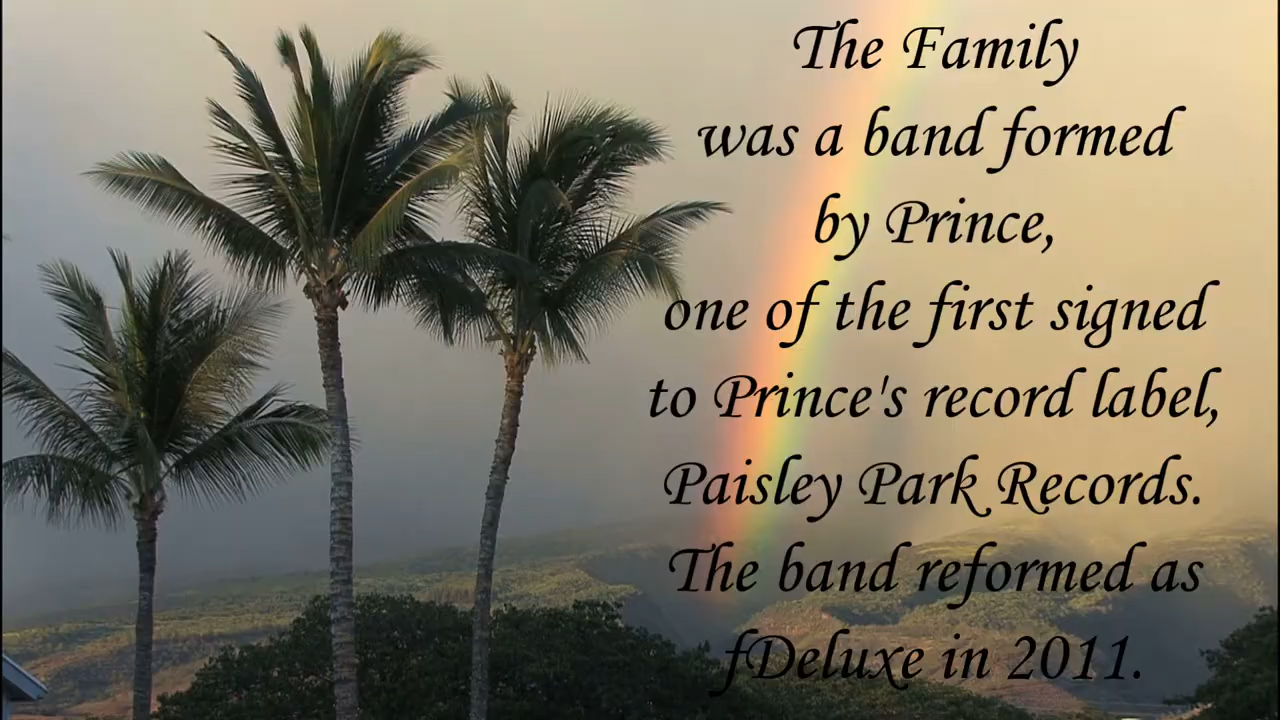 The Family
was a band formed
by Prince,
one of the first signed
to Prince's record label,
Paisley Park Records.
The band reformed as
fDeluxe in 2011.